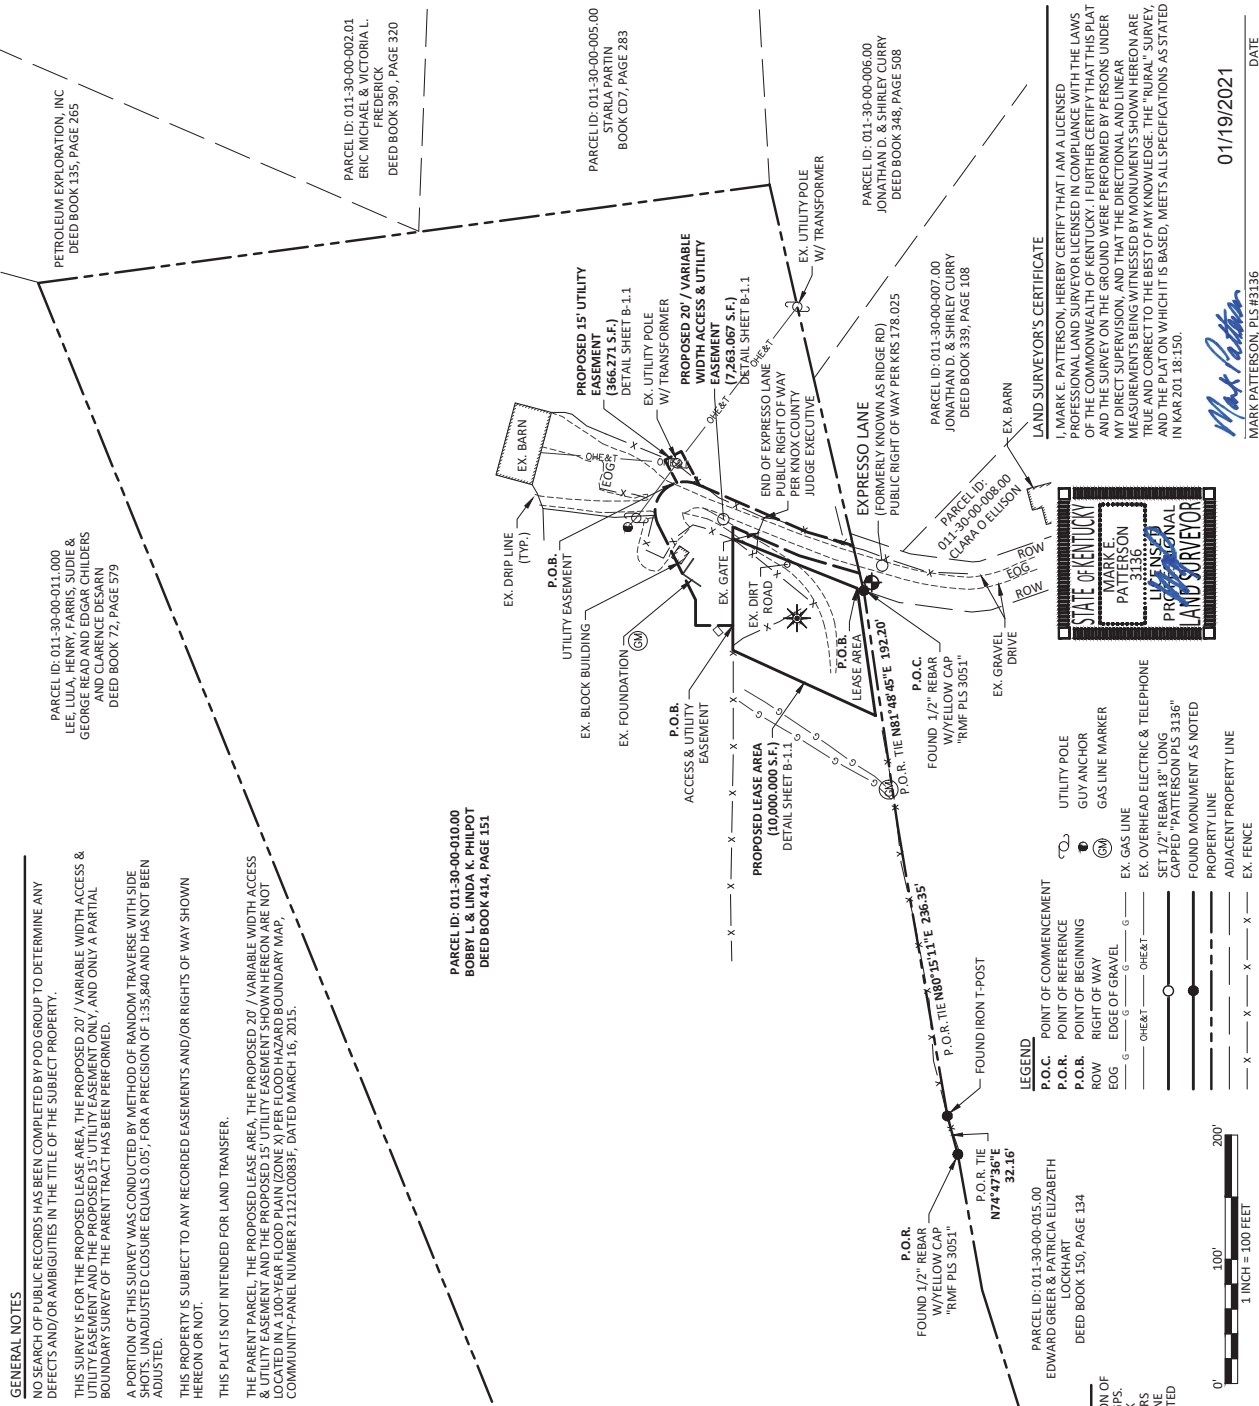 GENERAL NOTES
NO SEARCH OF PUBLIC RECORDS HAS BEEN COMPLETED BY POD GROUP TO DETERMINE ANY
DEFECTS AND/OR AMBIGUITIES IN THE TITLE OF THE SUBJECT PROPERTY.
THIS SURVEY IS FOR THE PROPOSED LEASE AREA, THE PROPOSED 20' / VARIABLE WIDTH ACCESS &
UTILITY EASEMENT AND THE PROPOSED 15' UTILITY EASEMENT ONLY, AND ONLY A PARTIAL
BOUNDARY SURVEY OF THE PARENT TRACT HAS BEEN PERFORMED.
A PORTION OF THIS SURVEY WAS CONDUCTED BY METHOD OF RANDOM TRAVERSE WITH SIDE
SHOTS. UNADJUSTED CLOSURE EQUALS 0.05', FOR A PRECISION OF 1:35,840 AND HAS NOT BEEN
ADJUSTED.
THIS PROPERTY IS SUBJECT TO ANY RECORDED EASEMENTS AND/OR RIGHTS OF WAY SHOWN
HEREON OR NOT.
THIS PLAT IS NOT INTENDED FOR LAND TRANSFER.
THE PARENT PARCEL, THE PROPOSED LEASE AREA, THE PROPOSED 20' / VARIABLE WIDTH ACCESS
& UTILITY EASEMENT AND THE PROPOSED 15' UTILITY EASEMENT SHOWN HEREON ARE NOT
LOCATED IN A 100-YEAR FLOOD PLAIN (ZONE X) PER FLOOD HAZARD BOUNDARY MAP,
COMMUNITY-PANEL NUMBER 21121C0083F, DATED MARCH 16, 2015.
PARCEL ID: 011-30-00-011.000
LEE, LULA, HENRY, FARRIS, SUDIE &
GEORGE READ AND EDGAR CHILDERS
AND CLARENCE DESARN
DEED BOOK 72, PAGE 579
PETROLEUM EXPLORATION, INC
DEED BOOK 135, PAGE 265
PARCEL ID: 011-30-00-002.01
ERIC MICHAEL & VICTORIA L.
FREDERICK
DEED BOOK 390, PAGE 320
PARCEL ID: 011-30-00-005.00
STARLA PARTIN
BOOK CD7, PAGE 283
PARCEL ID: 011-30-00-006.00
JONATHAN D. & SHIRLEY CURRY
DEED BOOK 348, PAGE 508
PARCEL ID: 011-30-00-007.00
JONATHAN D. & SHIRLEY CURRY
DEED BOOK 339, PAGE 108
PARCEL ID:
011-30-00-008.00
CLARA O ELLISON
PARCEL ID: 011-30-00-010.00
BOBBY L. & LINDA K. PHILPOT
DEED BOOK 414, PAGE 151
EX. DRIP LINE
(TYP.)
EX. BARN
OHE&T
OHE&T
EOG
P.O.B.
UTILITY EASEMENT
EX. BLOCK BUILDING
EX. FOUNDATION
GM
P.O.B.
ACCESS & UTILITY
EASEMENT
PROPOSED 15' UTILITY
EASEMENT
(366.271 S.F.)
DETAIL SHEET B-1.1
EX. UTILITY POLE
W/ TRANSFORMER
PROPOSED 20' / VARIABLE
WIDTH ACCESS & UTILITY
EASEMENT
(7,263.067 S.F.)
DETAIL SHEET B-1.1
OHE&T
OHE&T
EX. UTILITY POLE
W/ TRANSFORMER
END OF EXPRESSO LANE
PUBLIC RIGHT OF WAY
PER KNOX COUNTY
JUDGE EXECUTIVE
EX. GATE
EX. DIRT
ROAD
PROPOSED LEASE AREA
(10,000.000 S.F.)
DETAIL SHEET B-1.1
P.O.B.
LEASE AREA
EXPRESSO LANE
(FORMERLY KNOWN AS RIDGE RD)
PUBLIC RIGHT OF WAY PER KRS 178.025
EX. BARN
P.O.C.
FOUND 1/2" REBAR
W/YELLOW CAP
"RMF PLS 3051"
EX. GRAVEL
DRIVE
ROW
EOG
ROW
GM
P.O.R. TIE N81°48'45"E 192.20'
P.O.R. TIE N80°15'11"E 236.35'
FOUND IRON T-POST
P.O.R. TIE
N74°47'36"E
32.16'
P.O.R.
FOUND 1/2" REBAR
W/YELLOW CAP
"RMF PLS 3051"
PARCEL ID: 011-30-00-015.00
EDWARD GREER & PATRICIA ELIZABETH
LOCKHART
DEED BOOK 150, PAGE 134
LEGEND
P.O.C. POINT OF COMMENCEMENT
P.O.R. POINT OF REFERENCE
P.O.B. POINT OF BEGINNING
ROW RIGHT OF WAY
EOG EDGE OF GRAVEL
UTILITY POLE
GUY ANCHOR
GM GAS LINE MARKER
G G G EX. GAS LINE
OHE&T OHE&T EX. OVERHEAD ELECTRIC & TELEPHONE
SET 1/2" REBAR 18" LONG
CAPPED "PATTERSON PLS 3136"
FOUND MONUMENT AS NOTED
PROPERTY LINE
ADJACENT PROPERTY LINE
X X X X EX. FENCE
0' 100' 200'
1 INCH = 100 FEET
STATE OF KENTUCKY
MARK E.
PATTERSON
3136
LICENSED
PROFESSIONAL
LAND SURVEYOR
LAND SURVEYOR'S CERTIFICATE
I, MARK E. PATTERSON, HEREBY CERTIFY THAT I AM A LICENSED
PROFESSIONAL LAND SURVEYOR LICENSED IN COMPLIANCE WITH THE LAWS
OF THE COMMONWEALTH OF KENTUCKY. I FURTHER CERTIFY THAT THIS PLAT
AND THE SURVEY ON THE GROUND WERE PERFORMED BY PERSONS UNDER
MY DIRECT SUPERVISION, AND THAT THE DIRECTIONAL AND LINEAR
MEASUREMENTS BEING WITNESSED BY MONUMENTS SHOWN HEREON ARE
TRUE AND CORRECT TO THE BEST OF MY KNOWLEDGE. THE "RURAL" SURVEY,
AND THE PLAT ON WHICH IT IS BASED, MEETS ALL SPECIFICATIONS AS STATED
IN KAR 201 18:150.
Mark Patterson 01/19/2021
MARK PATTERSON, PLS #3136 DATE